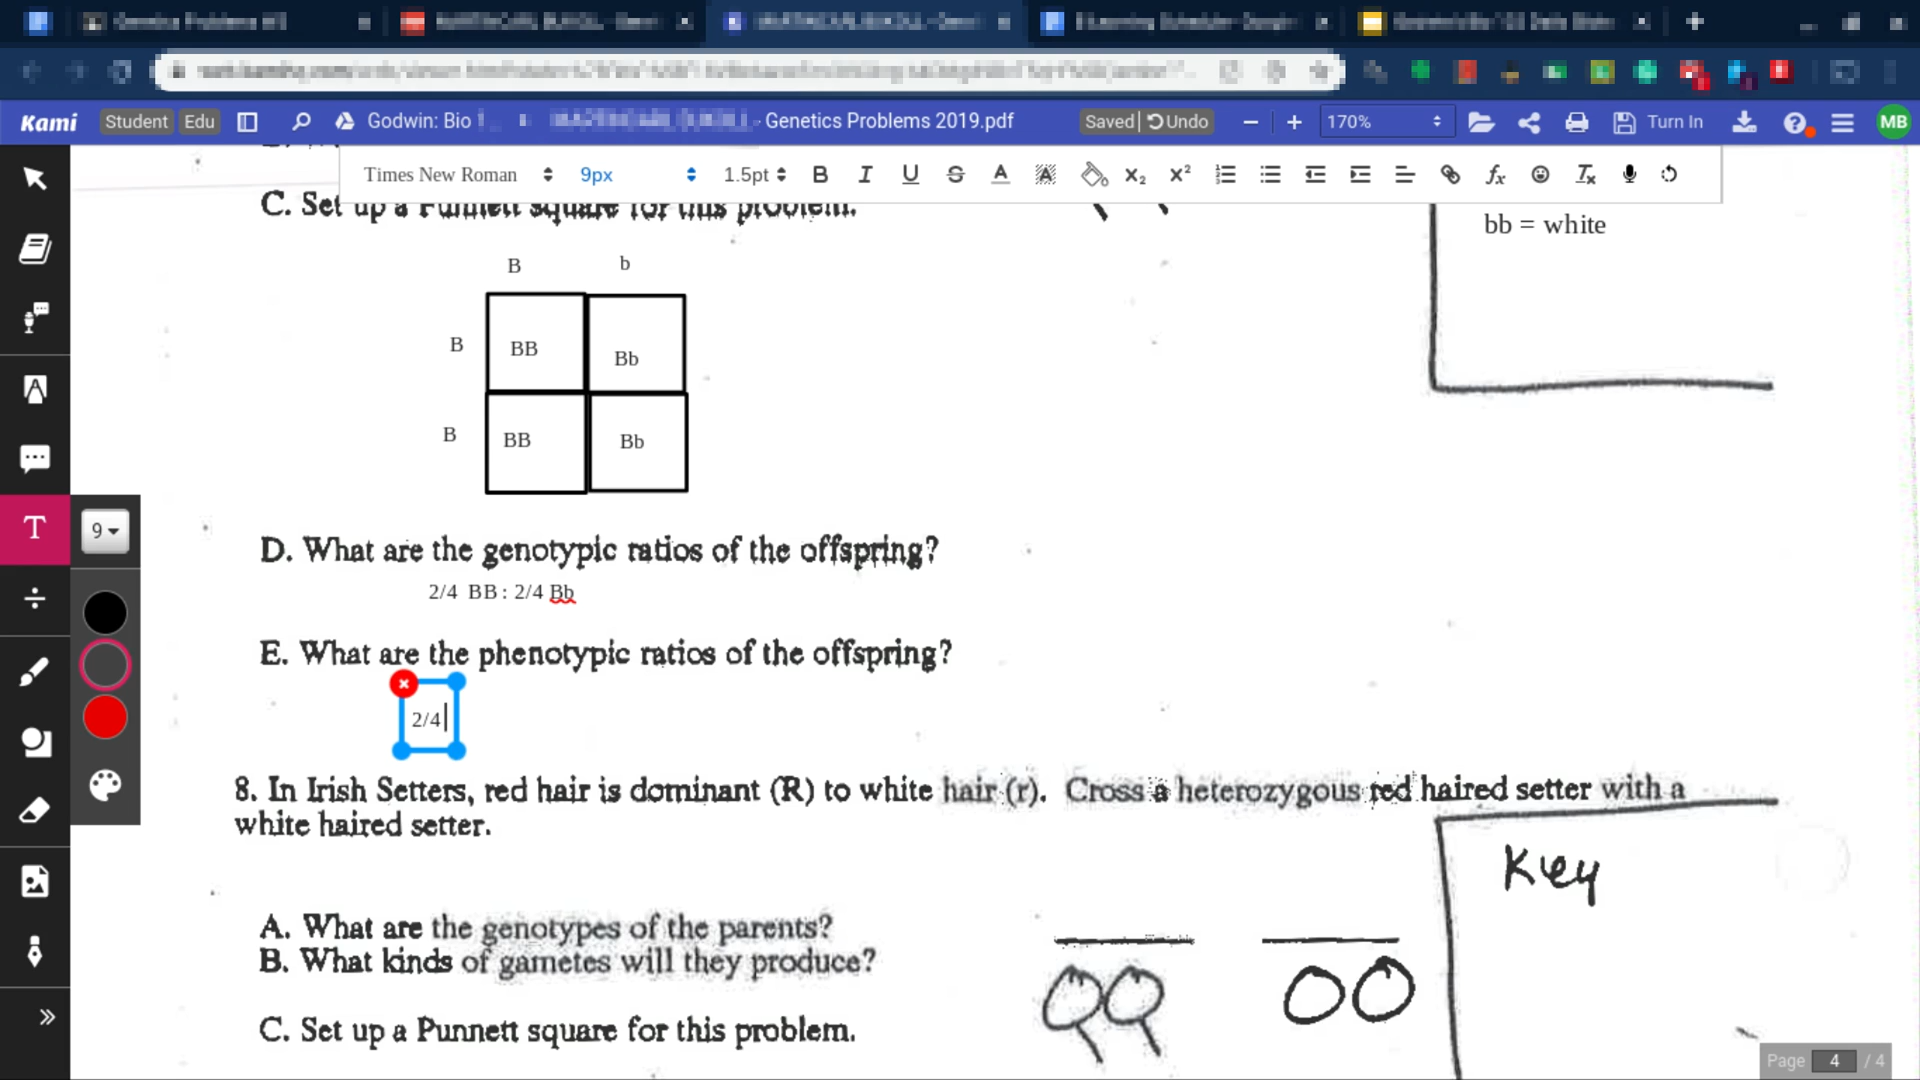 Kami Student Edu Godwin: Bio - Genetics Problems 2019.pdf Saved | Undo 170% Turn In MB
Times New Roman 9px 1.5pt B I U S A X₂ X² fx Tx
C. Set up a Punnett square for this problem.
bb = white
B b
B BB Bb
B BB Bb
T 9
D. What are the genotypic ratios of the offspring?
2/4 BB : 2/4 Bb
E. What are the phenotypic ratios of the offspring?
2/4
8. In Irish Setters, red hair is dominant (R) to white hair (r). Cross a heterozygous red haired setter with a
white haired setter.
Key
A. What are the genotypes of the parents?
B. What kinds of gametes will they produce?
C. Set up a Punnett square for this problem.
Page 4 / 4